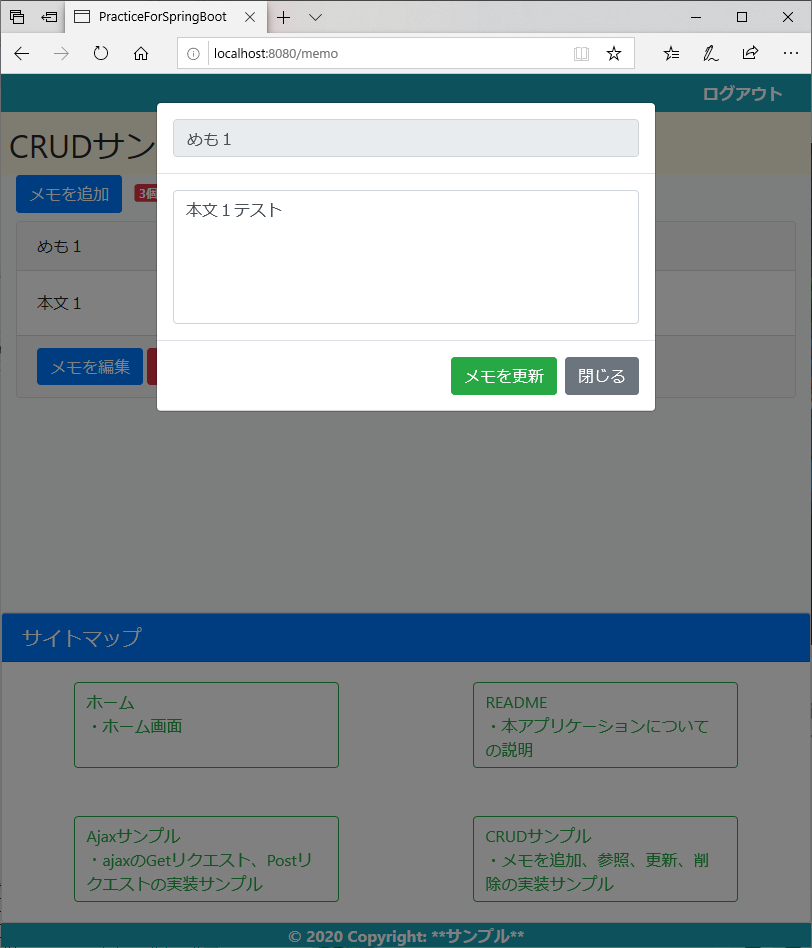 PracticeForSpringBoot
localhost:8080/memo
ログアウト
CRUDサン
めも１
メモを追加
3個
本文１テスト
めも１
本文１
メモを編集
メモを更新
閉じる
サイトマップ
ホーム
・ホーム画面
README
・本アプリケーションについて
の説明
Ajaxサンプル
・ajaxのGetリクエスト、Postリ
クエストの実装サンプル
CRUDサンプル
・メモを追加、参照、更新、削
除の実装サンプル
© 2020 Copyright: **サンプル**